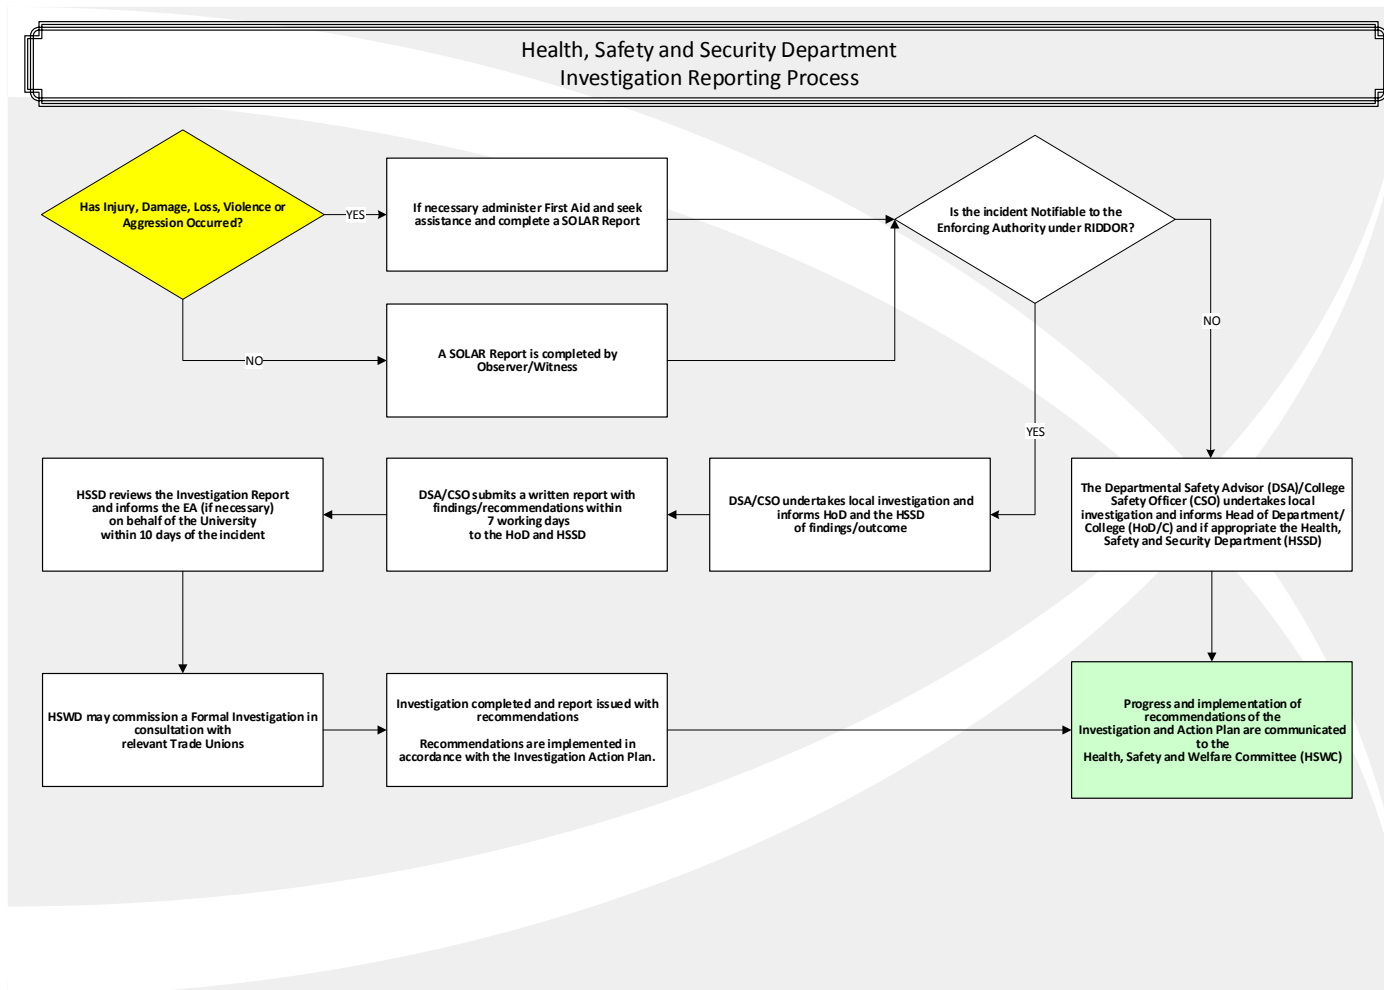 Health, Safety and Security Department
Investigation Reporting Process
Has Injury, Damage, Loss, Violence or
Aggression Occurred?
YES
If necessary administer First Aid and seek
assistance and complete a SOLAR Report
Is the incident Notifiable to the
Enforcing Authority under RIDDOR?
NO
NO
A SOLAR Report is completed by
Observer/Witness
YES
HSSD reviews the Investigation Report
and informs the EA (if necessary)
on behalf of the University
within 10 days of the incident
DSA/CSO submits a written report with
findings/recommendations within
7 working days
to the HoD and HSSD
DSA/CSO undertakes local investigation and
informs HoD and the HSSD
of findings/outcome
The Departmental Safety Advisor (DSA)/College
Safety Officer (CSO) undertakes local
investigation and informs Head of Department/
College (HoD/C) and if appropriate the Health,
Safety and Security Department (HSSD)
HSWD may commission a Formal Investigation in
consultation with
relevant Trade Unions
Investigation completed and report issued with
recommendations
Recommendations are implemented in
accordance with the Investigation Action Plan.
Progress and implementation of
recommendations of the
Investigation and Action Plan are communicated
to the
Health, Safety and Welfare Committee (HSWC)